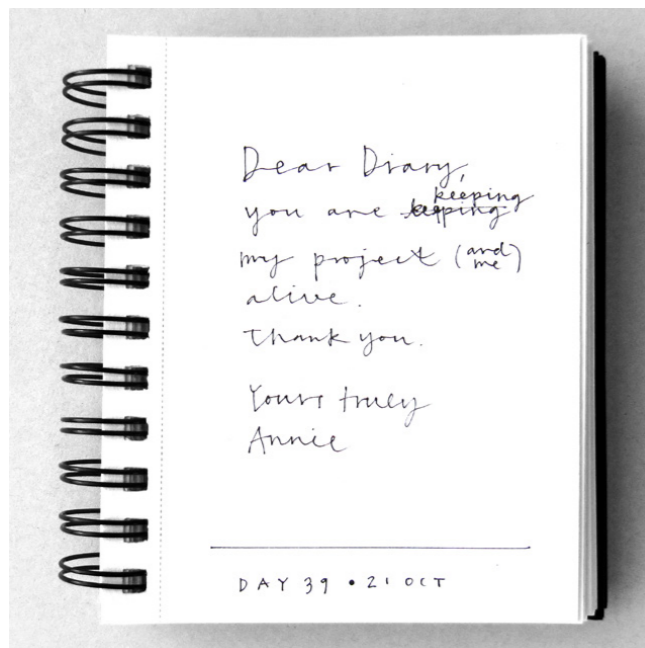 Dear Diary,
you are keeping
my project (and me)
alive.
Thank you.
Yours truly
Annie
DAY 39 • 21 OCT